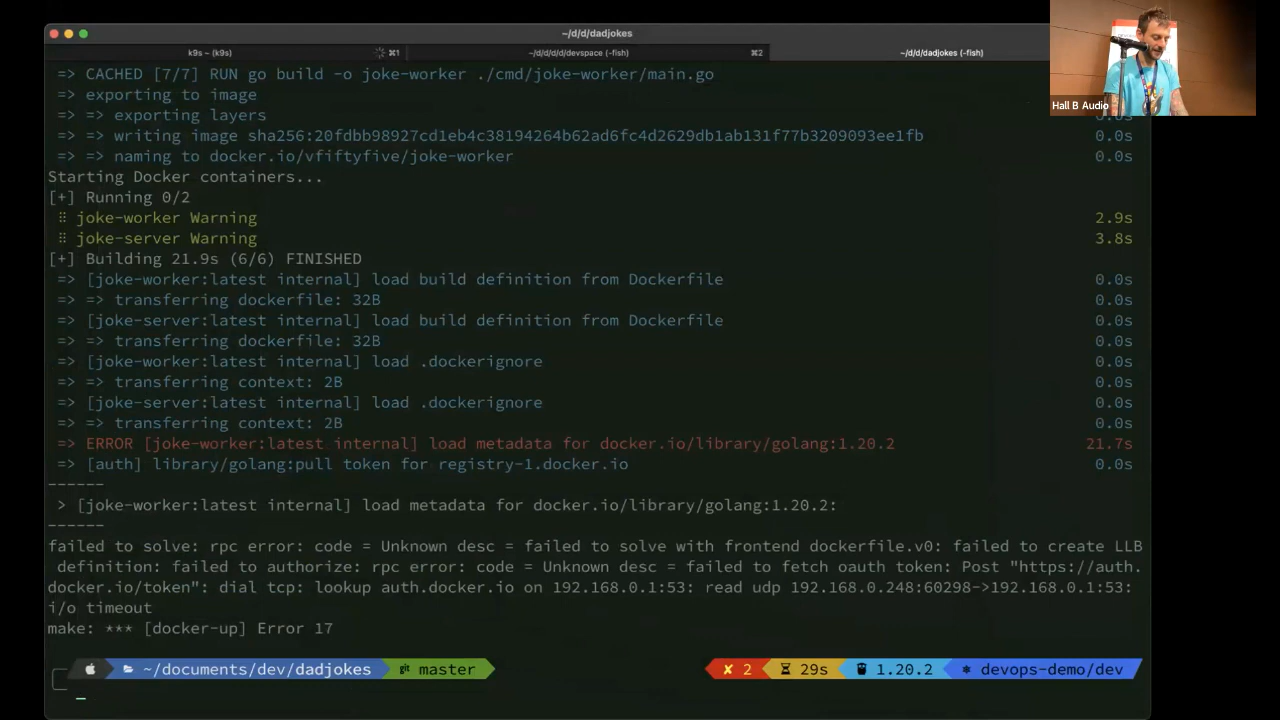 ~/d/d/dadjokes
k9s ~ (k9s)
⌘1
~/d/d/d/d/devspace (-fish)
⌘2
~/d/d/dadjokes (-fish)
=> CACHED [7/7] RUN go build -o joke-worker ./cmd/joke-worker/main.go
=> exporting to image
=> => exporting layers 0.0s
=> => writing image sha256:20fdbb98927cd1eb4c38194264b62ad6fc4d2629db1ab131f77b3209093ee1fb 0.0s
=> => naming to docker.io/vfiftyfive/joke-worker 0.0s
Starting Docker containers...
[+] Running 0/2
⠿ joke-worker Warning 2.9s
⠿ joke-server Warning 3.8s
[+] Building 21.9s (6/6) FINISHED
=> [joke-worker:latest internal] load build definition from Dockerfile 0.0s
=> => transferring dockerfile: 32B 0.0s
=> [joke-server:latest internal] load build definition from Dockerfile 0.0s
=> => transferring dockerfile: 32B 0.0s
=> [joke-worker:latest internal] load .dockerignore 0.0s
=> => transferring context: 2B 0.0s
=> [joke-server:latest internal] load .dockerignore 0.0s
=> => transferring context: 2B 0.0s
=> ERROR [joke-worker:latest internal] load metadata for docker.io/library/golang:1.20.2 21.7s
=> [auth] library/golang:pull token for registry-1.docker.io 0.0s
------
> [joke-worker:latest internal] load metadata for docker.io/library/golang:1.20.2:
------
failed to solve: rpc error: code = Unknown desc = failed to solve with frontend dockerfile.v0: failed to create LLB
definition: failed to authorize: rpc error: code = Unknown desc = failed to fetch oauth token: Post "https://auth.
docker.io/token": dial tcp: lookup auth.docker.io on 192.168.0.1:53: read udp 192.168.0.248:60298->192.168.0.1:53:
i/o timeout
make: *** [docker-up] Error 17
~/documents/dev/dadjokes git master ✘ 2 29s 1.20.2 ⎈ devops-demo/dev
Hall B Audio